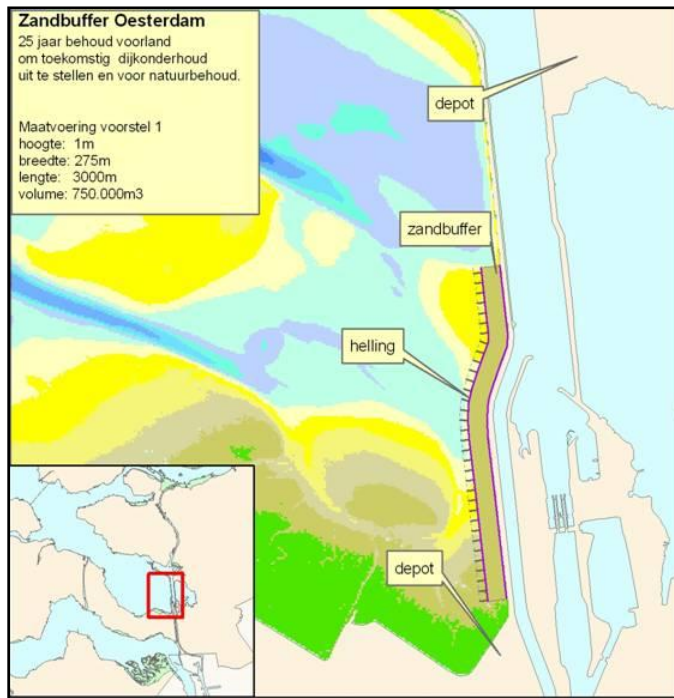 Zandbuffer Oesterdam
25 jaar behoud voorland
om toekomstig dijkonderhoud
uit te stellen en voor natuurbehoud.
Maatvoering voorstel 1
hoogte: 1m
breedte: 275m
lengte: 3000m
volume: 750.000m3
depot
zandbuffer
helling
depot